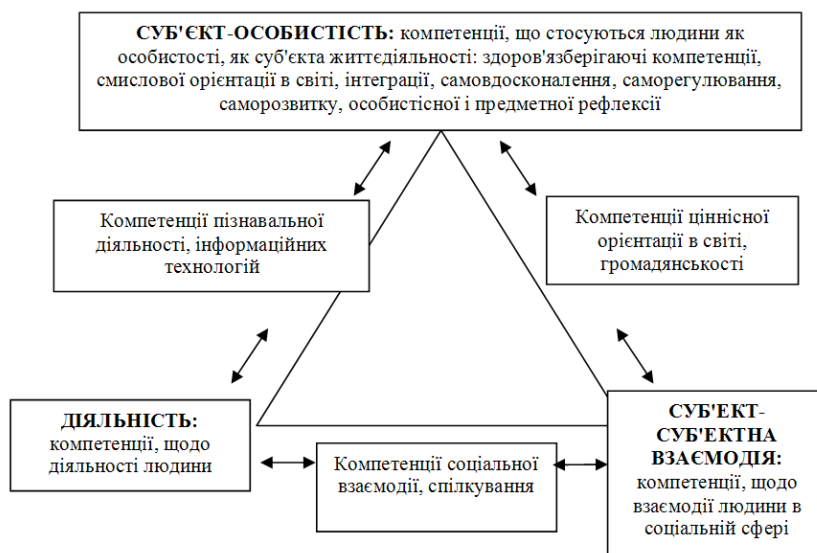 СУБ'ЄКТ-ОСОБИСТІСТЬ: компетенції, що стосуються людини як
особистості, як суб'єкта життєдіяльності: здоров'язберігаючі компетенції,
смислової орієнтації в світі, інтеграції, самовдосконалення, саморегулювання,
саморозвитку, особистісної і предметної рефлексії
Компетенції пізнавальної
діяльності, інформаційних
технологій
Компетенції ціннісної
орієнтації в світі,
громадянськості
ДІЯЛЬНІСТЬ:
компетенції, щодо
діяльності людини
Компетенції соціальної
взаємодії, спілкування
СУБ'ЕКТ-
СУБ'ЕКТНА
ВЗАЄМОДІЯ:
компетенції, щодо
взаємодії людини в
соціальній сфері